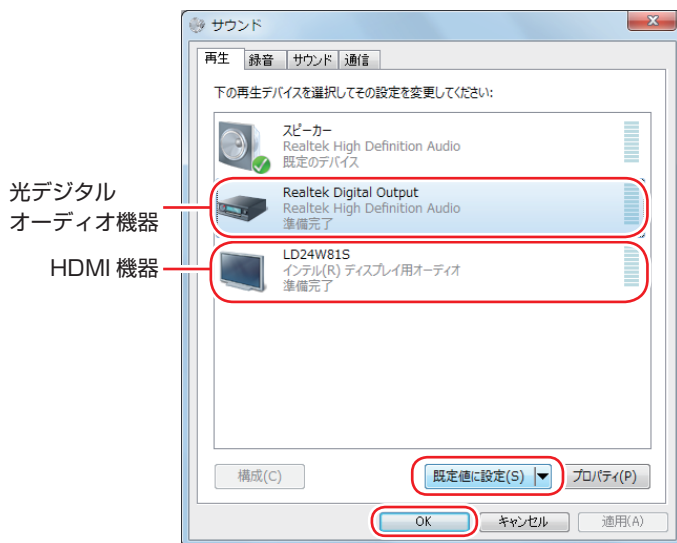 サウンド
再生
録音
サウンド
通信
下の再生デバイスを選択してその設定を変更してください:
スピーカー
Realtek High Definition Audio
既定のデバイス
光デジタル
オーディオ機器
Realtek Digital Output
Realtek High Definition Audio
準備完了
HDMI 機器
LD24W81S
インテル(R) ディスプレイ用オーディオ
準備完了
構成(C)
既定値に設定(S)
プロパティ(P)
OK
キャンセル
適用(A)